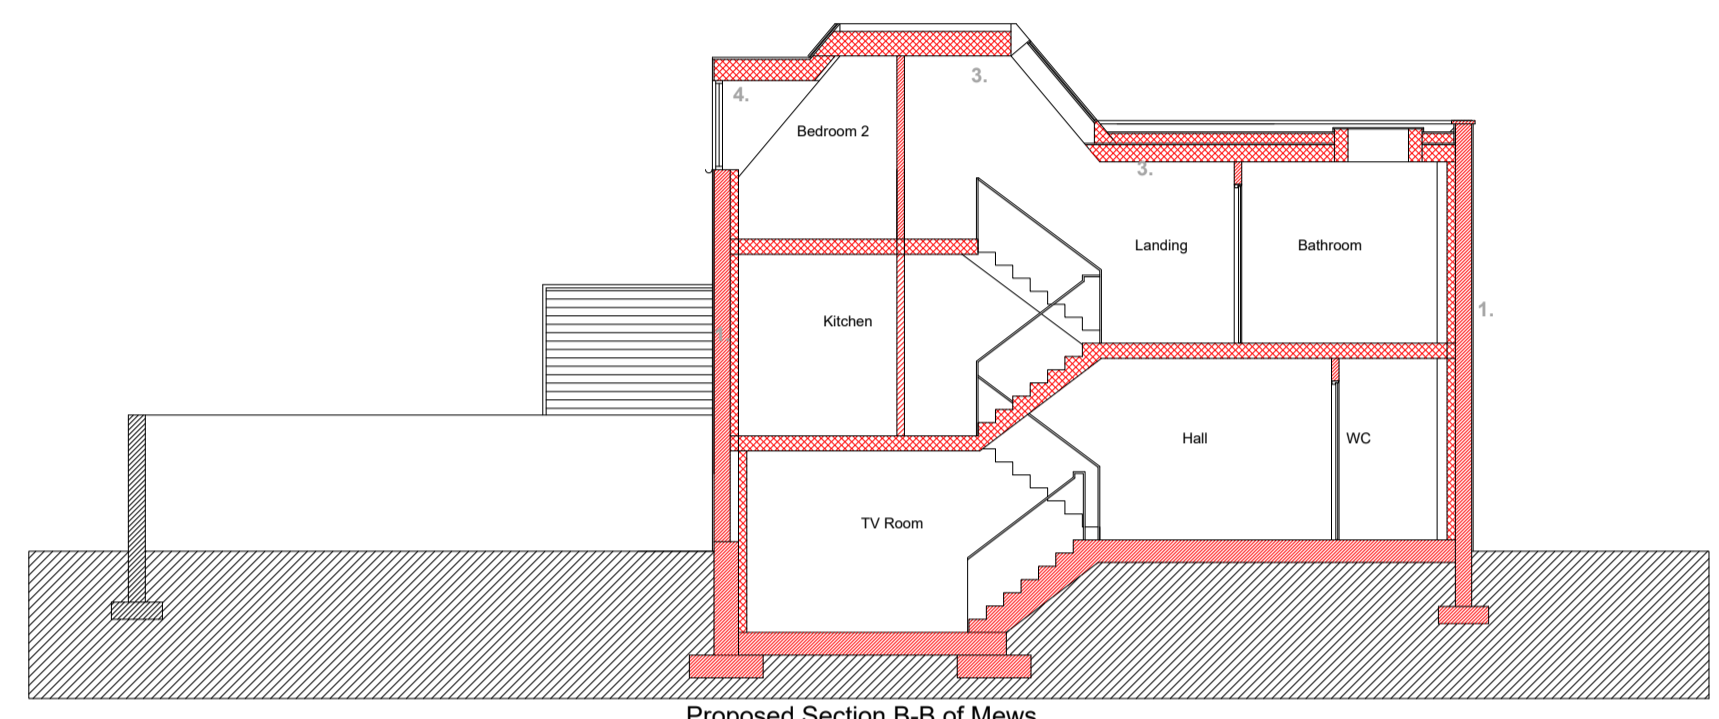 3.
4.
Bedroom 2
3.
Landing
Bathroom
1.
Kitchen
1.
Hall
WC
TV Room
Proposed Section B-B of Mews